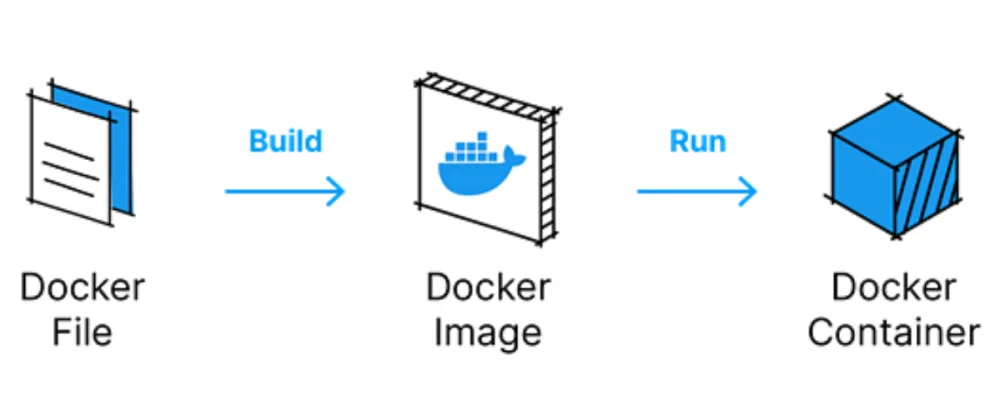 Build
Run
Docker
File
Docker
Image
Docker
Container